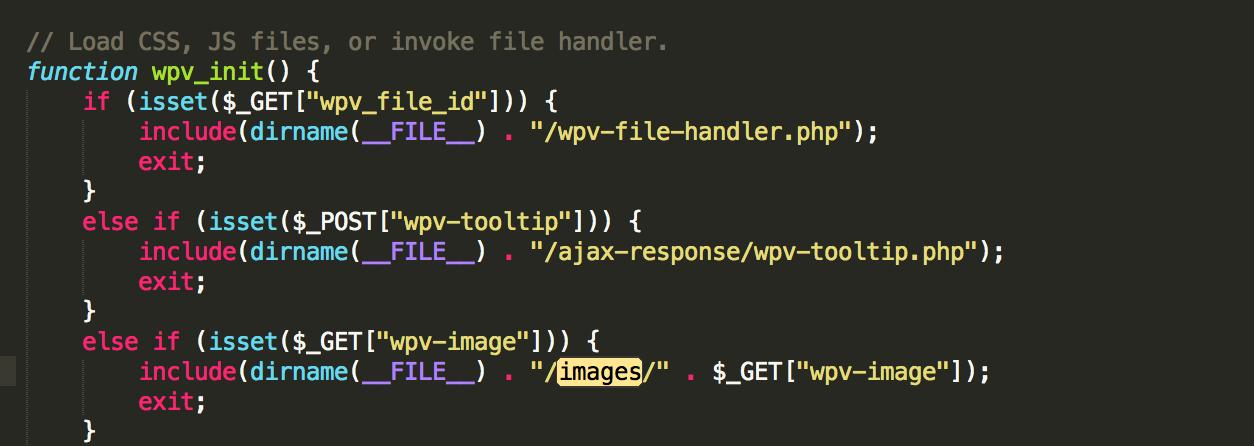 // Load CSS, JS files, or invoke file handler.
function wpv_init() {
    if (isset($_GET["wpv_file_id"])) {
        include(dirname(__FILE__) . "/wpv-file-handler.php");
        exit;
    }
    else if (isset($_POST["wpv-tooltip"])) {
        include(dirname(__FILE__) . "/ajax-response/wpv-tooltip.php");
        exit;
    }
    else if (isset($_GET["wpv-image"])) {
        include(dirname(__FILE__) . "/images/" . $_GET["wpv-image"]);
        exit;
    }